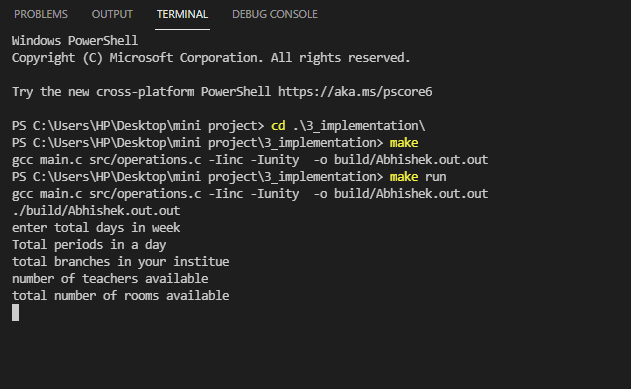 PROBLEMS OUTPUT TERMINAL DEBUG CONSOLE
Windows PowerShell
Copyright (C) Microsoft Corporation. All rights reserved.
Try the new cross-platform PowerShell https://aka.ms/pscore6
PS C:\Users\HP\Desktop\mini project> cd .\3_implementation\
PS C:\Users\HP\Desktop\mini project\3_implementation> make
gcc main.c src/operations.c -Iinc -Iunity  -o build/Abhishek.out.out
PS C:\Users\HP\Desktop\mini project\3_implementation> make run
gcc main.c src/operations.c -Iinc -Iunity  -o build/Abhishek.out.out
./build/Abhishek.out.out
enter total days in week
Total periods in a day
total branches in your institue
number of teachers available
total number of rooms available